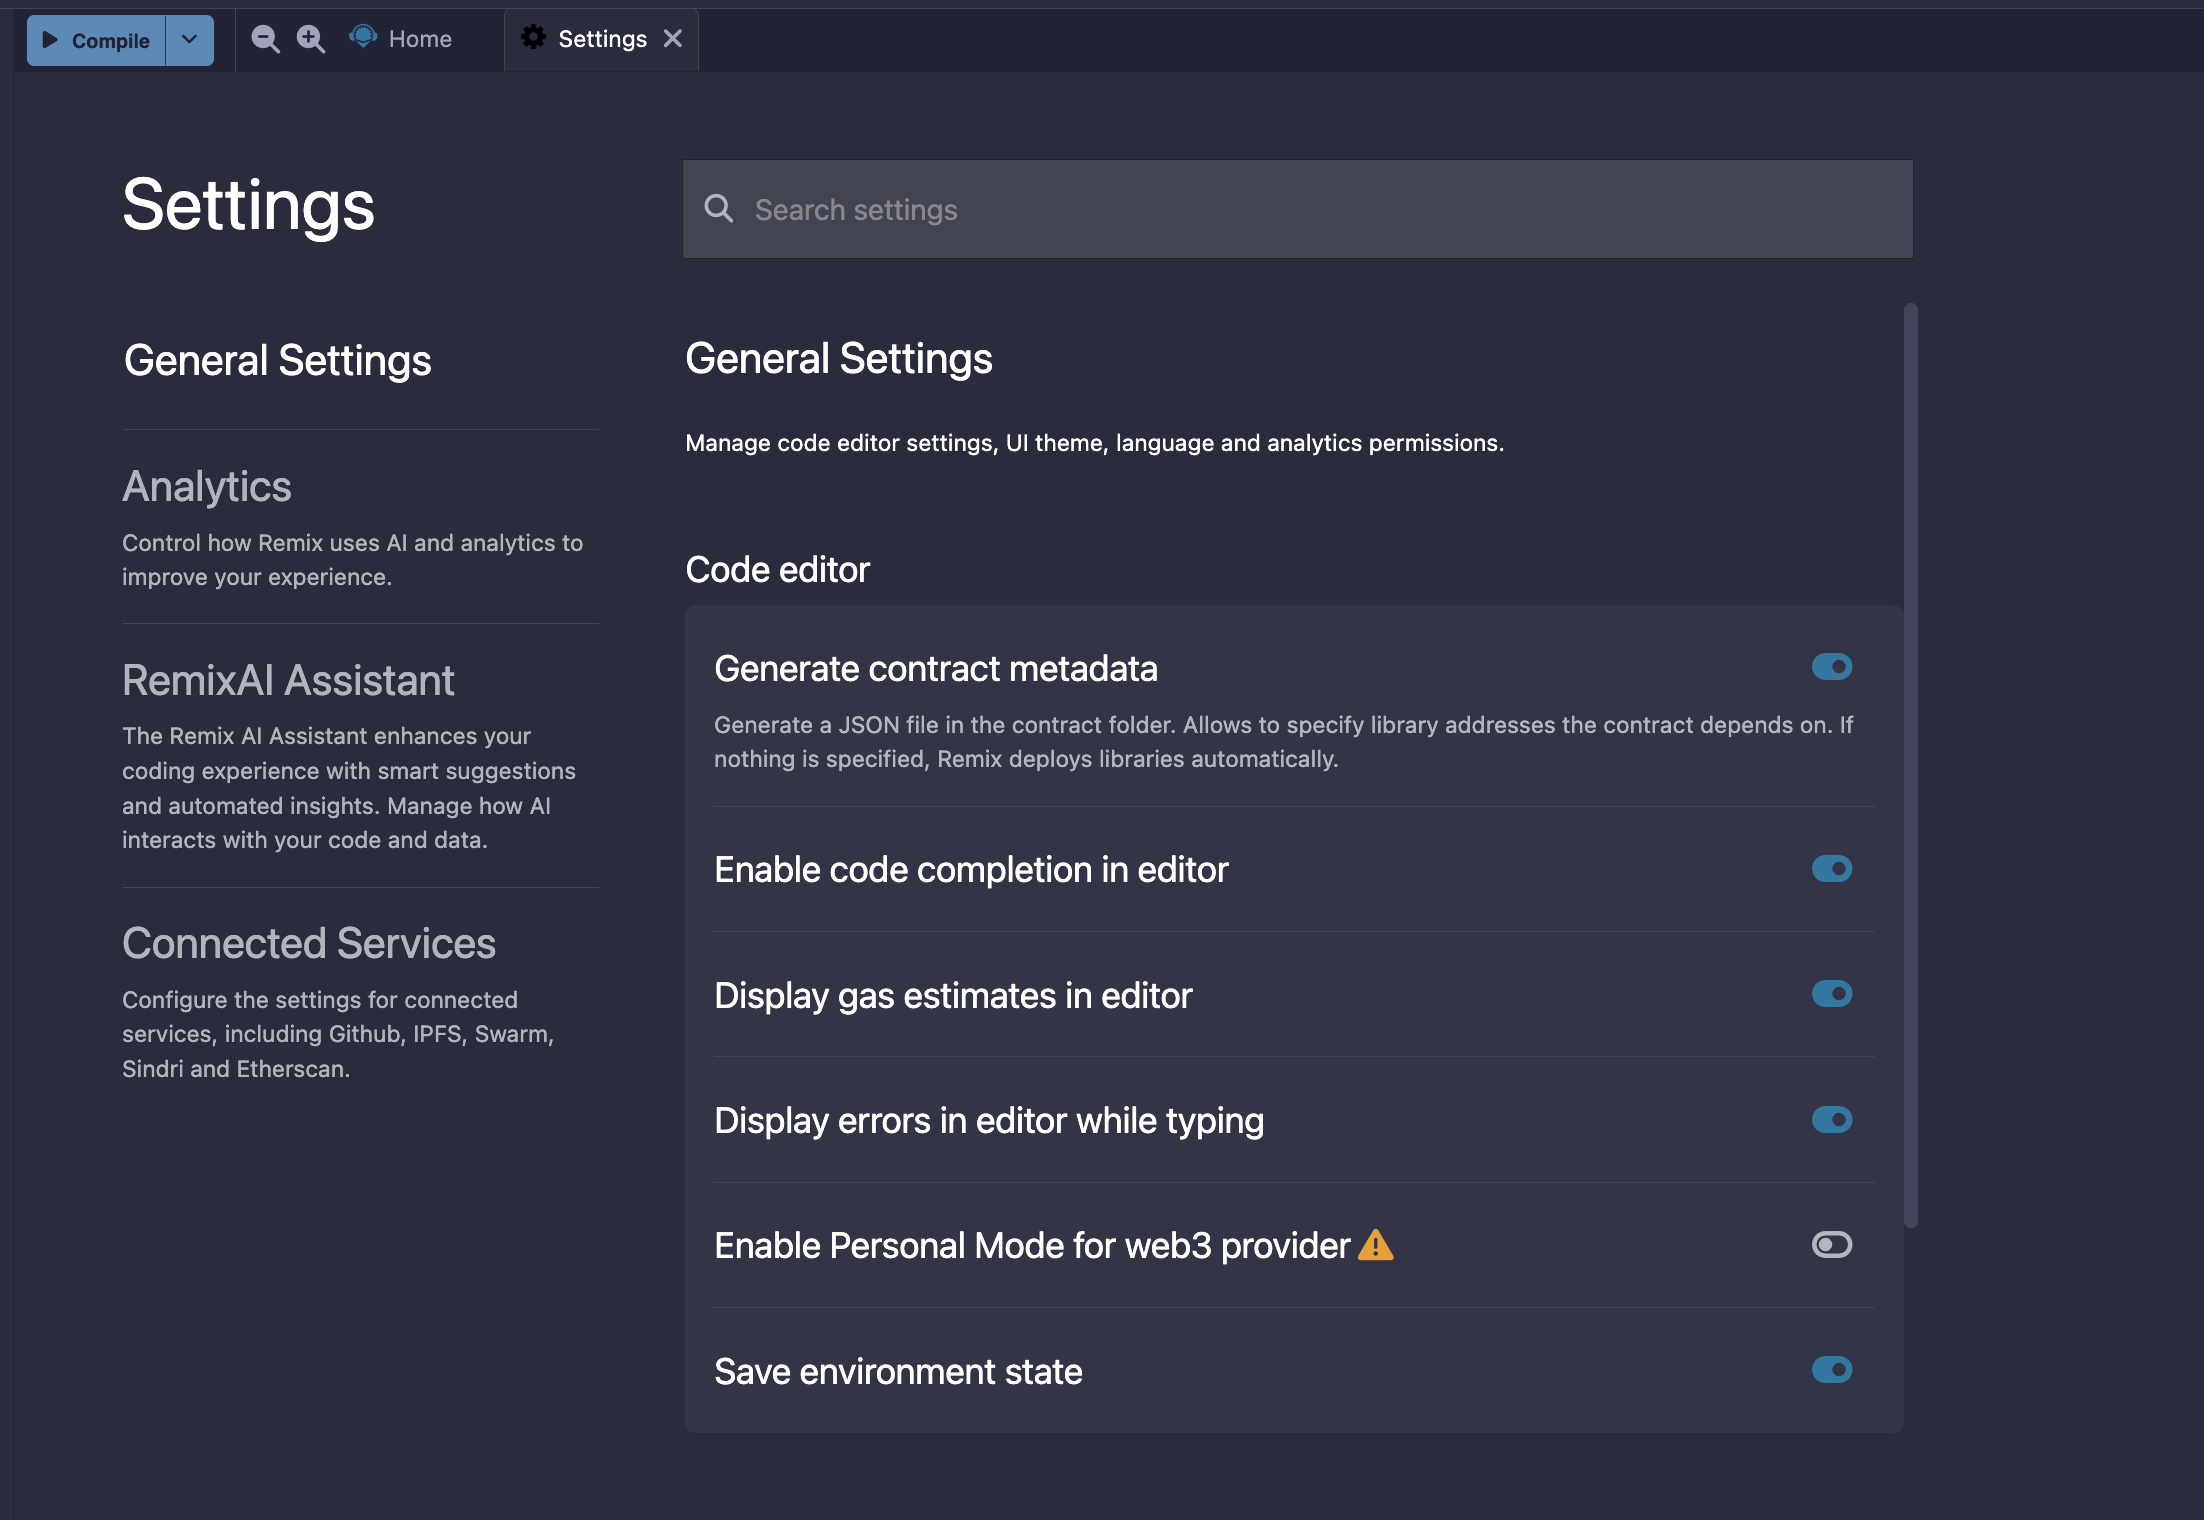 Compile
Home
Settings
Settings
Search settings
General Settings
Analytics
Control how Remix uses AI and analytics to
improve your experience.
RemixAI Assistant
The Remix AI Assistant enhances your
coding experience with smart suggestions
and automated insights. Manage how AI
interacts with your code and data.
Connected Services
Configure the settings for connected
services, including Github, IPFS, Swarm,
Sindri and Etherscan.
General Settings
Manage code editor settings, UI theme, language and analytics permissions.
Code editor
Generate contract metadata
Generate a JSON file in the contract folder. Allows to specify library addresses the contract depends on. If
nothing is specified, Remix deploys libraries automatically.
Enable code completion in editor
Display gas estimates in editor
Display errors in editor while typing
Enable Personal Mode for web3 provider
Save environment state